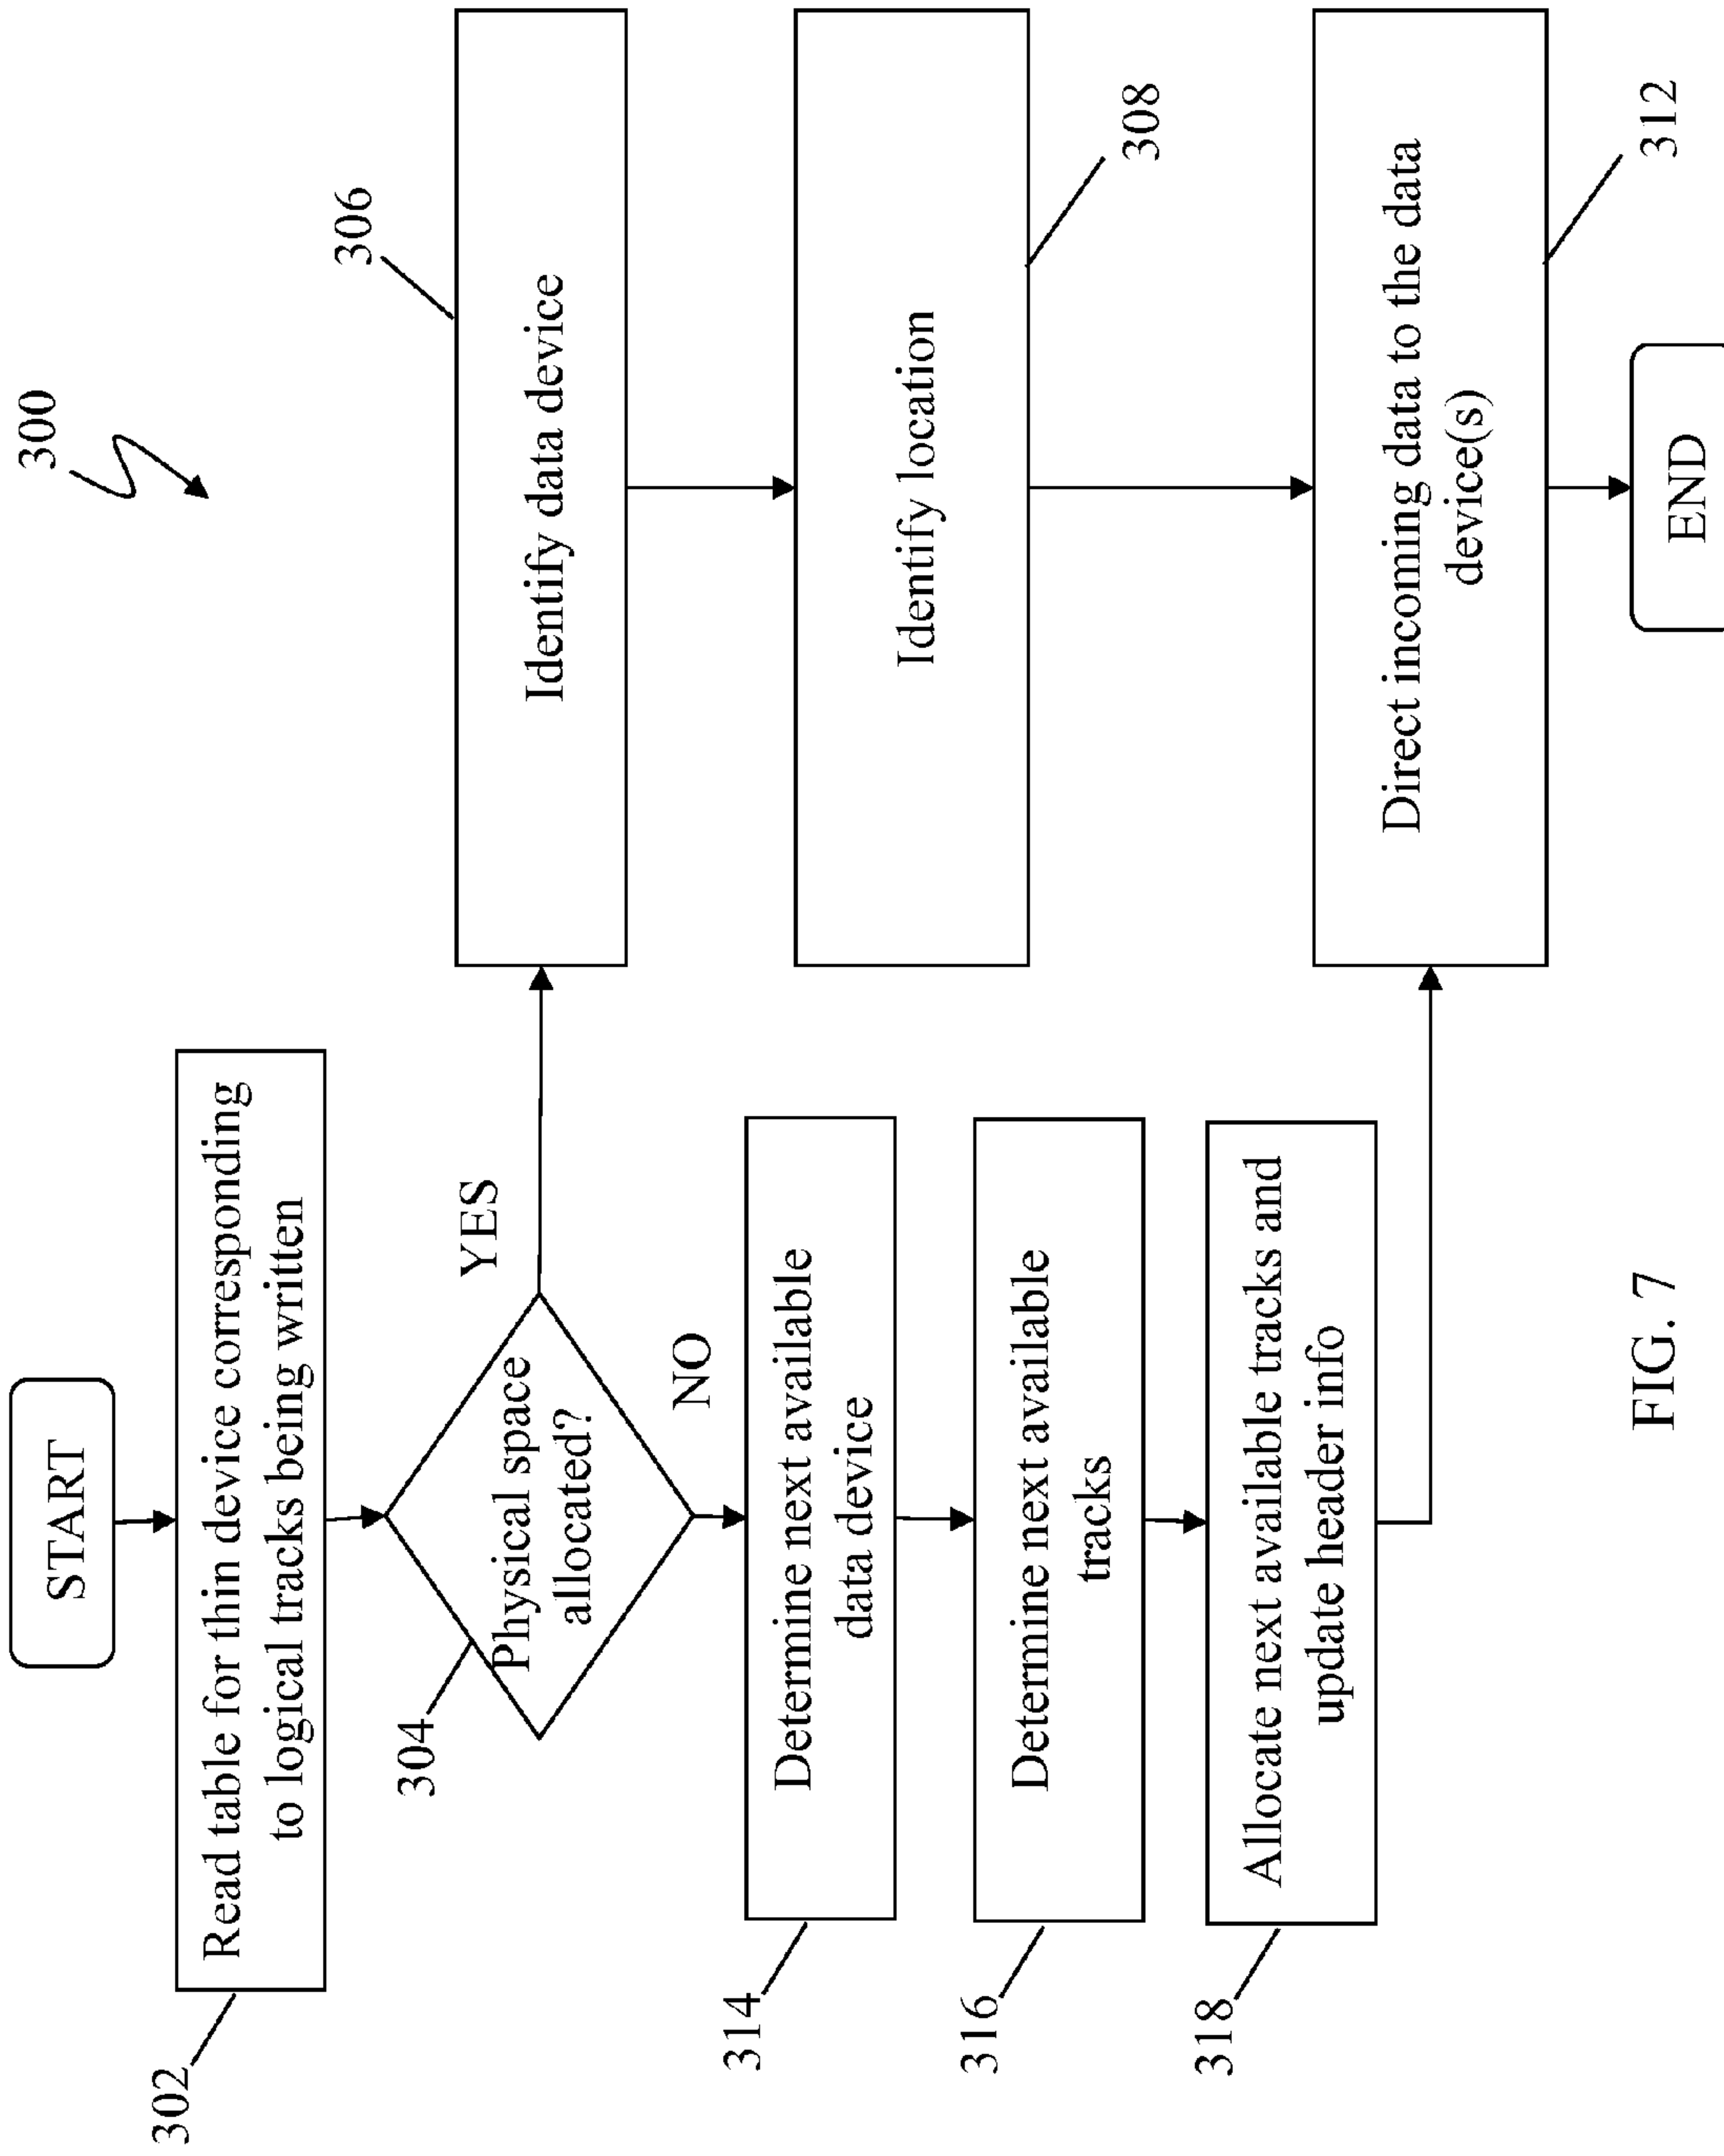 300
START
302
Read table for thin device corresponding
to logical tracks being written
304
Physical space
allocated?
YES
NO
306
Identify data device
308
Identify location
314
Determine next available
data device
316
Determine next available
tracks
318
Allocate next available tracks and
update header info
312
Direct incoming data to the data
device(s)
END
FIG. 7